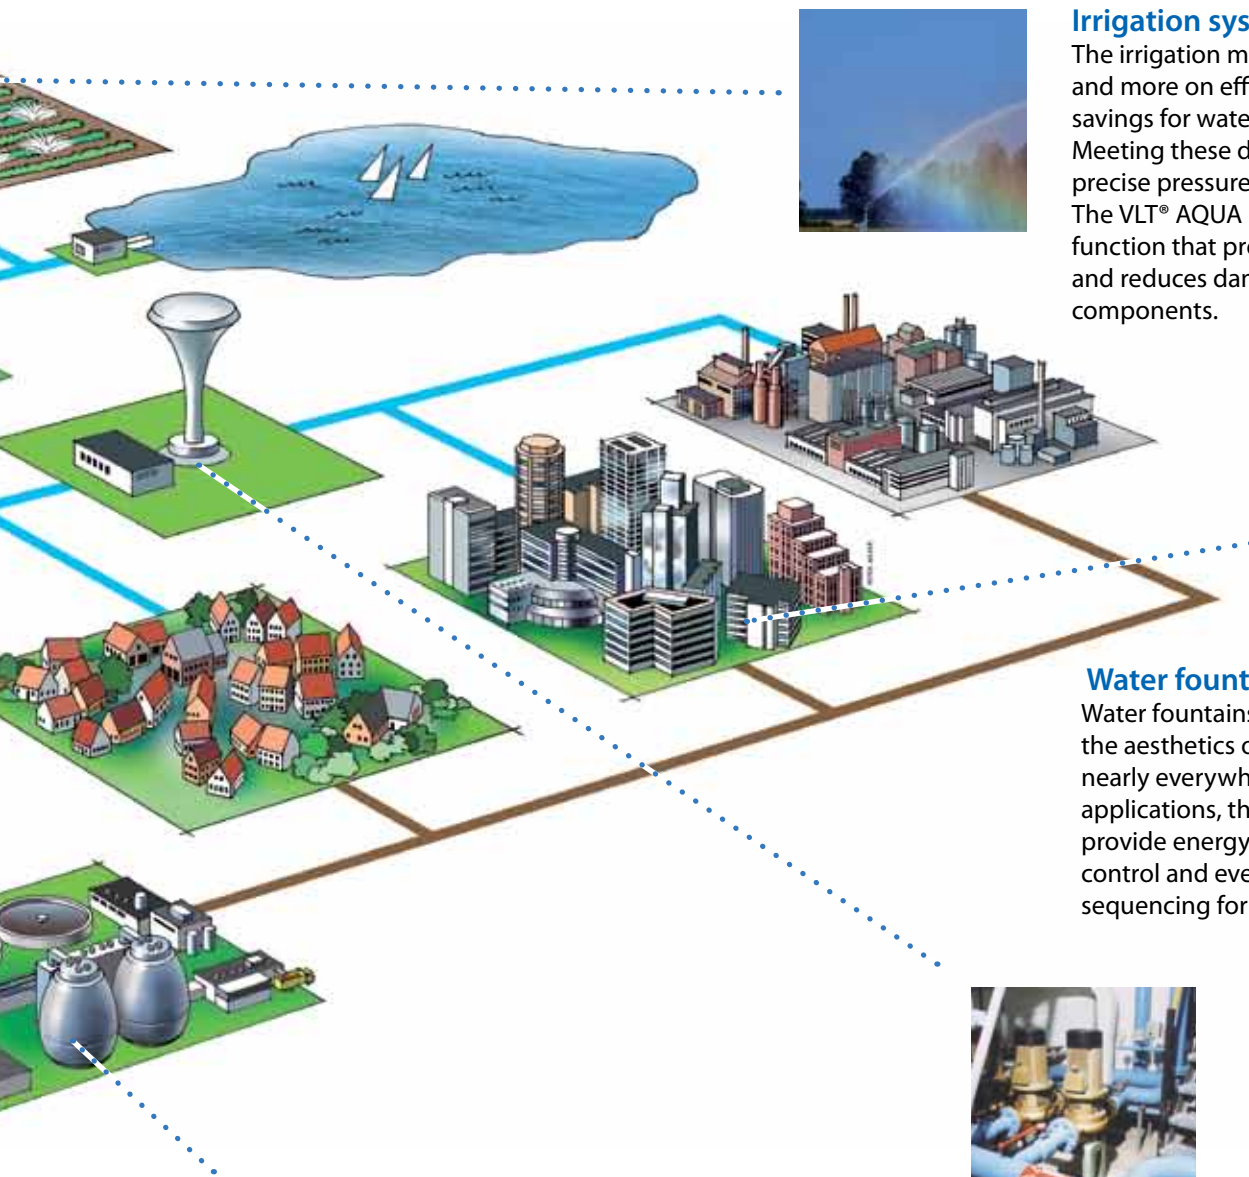 Irrigation sys
The irrigation m
and more on eff
savings for wate
Meeting these d
precise pressure
The VLT® AQUA
function that pre
and reduces dan
components.
Water fount
Water fountains
the aesthetics o
nearly everywh
applications, th
provide energy
control and eve
sequencing for